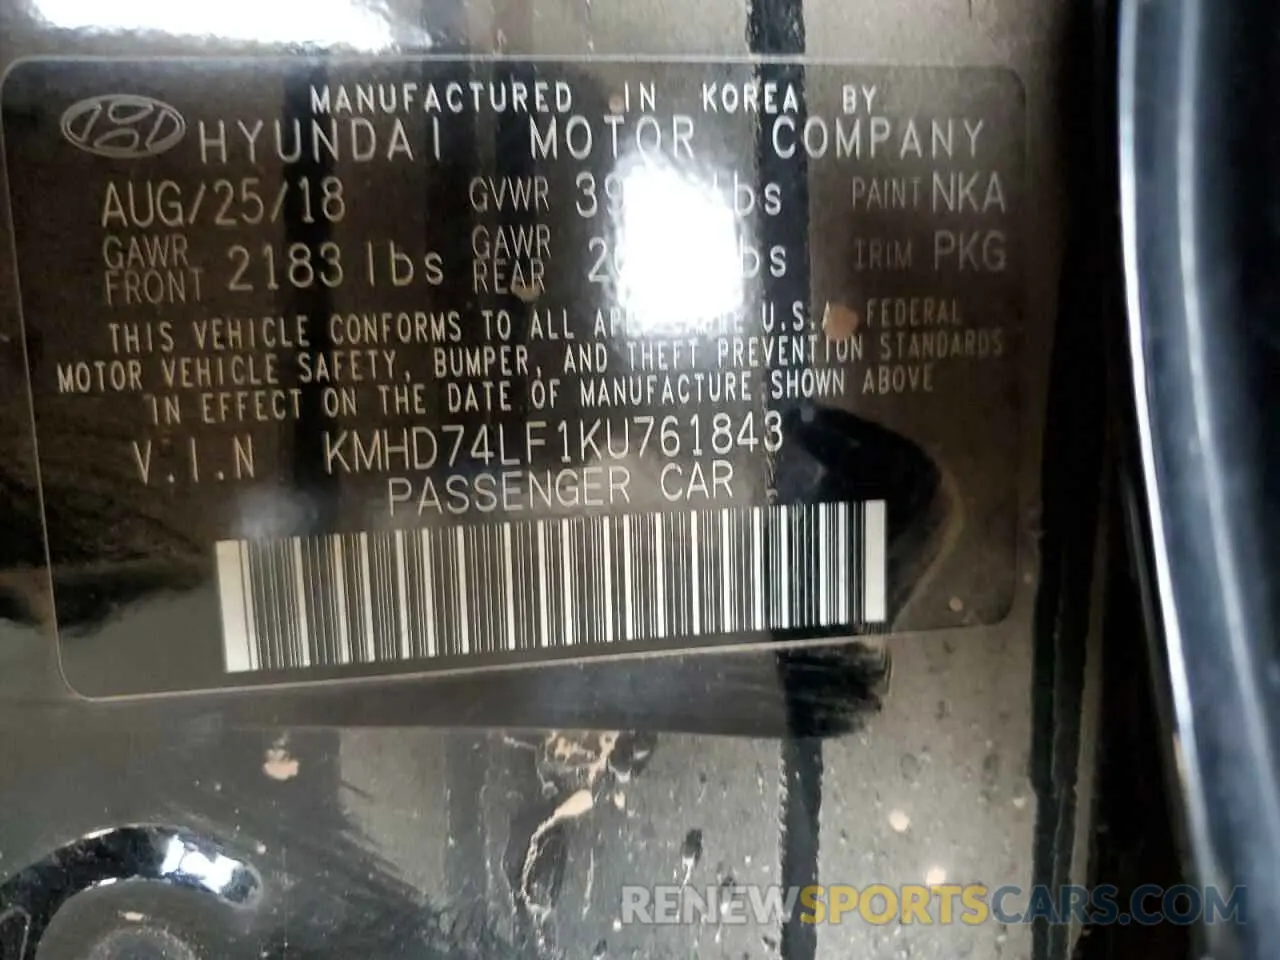 MANUFACTURED IN KOREA BY
HYUNDAI MOTOR COMPANY
AUG/25/18 GVWR lbs PAINT NKA
GAWR FRONT 2183 lbs GAWR REAR TRIM PKG
THIS VEHICLE CONFORMS TO ALL APPLICABLE U.S.A. FEDERAL
MOTOR VEHICLE SAFETY, BUMPER, AND THEFT PREVENTION STANDARDS
IN EFFECT ON THE DATE OF MANUFACTURE SHOWN ABOVE
V.I.N KMHD74LF1KU761843
PASSENGER CAR
RENEWSPORTSCARS.COM